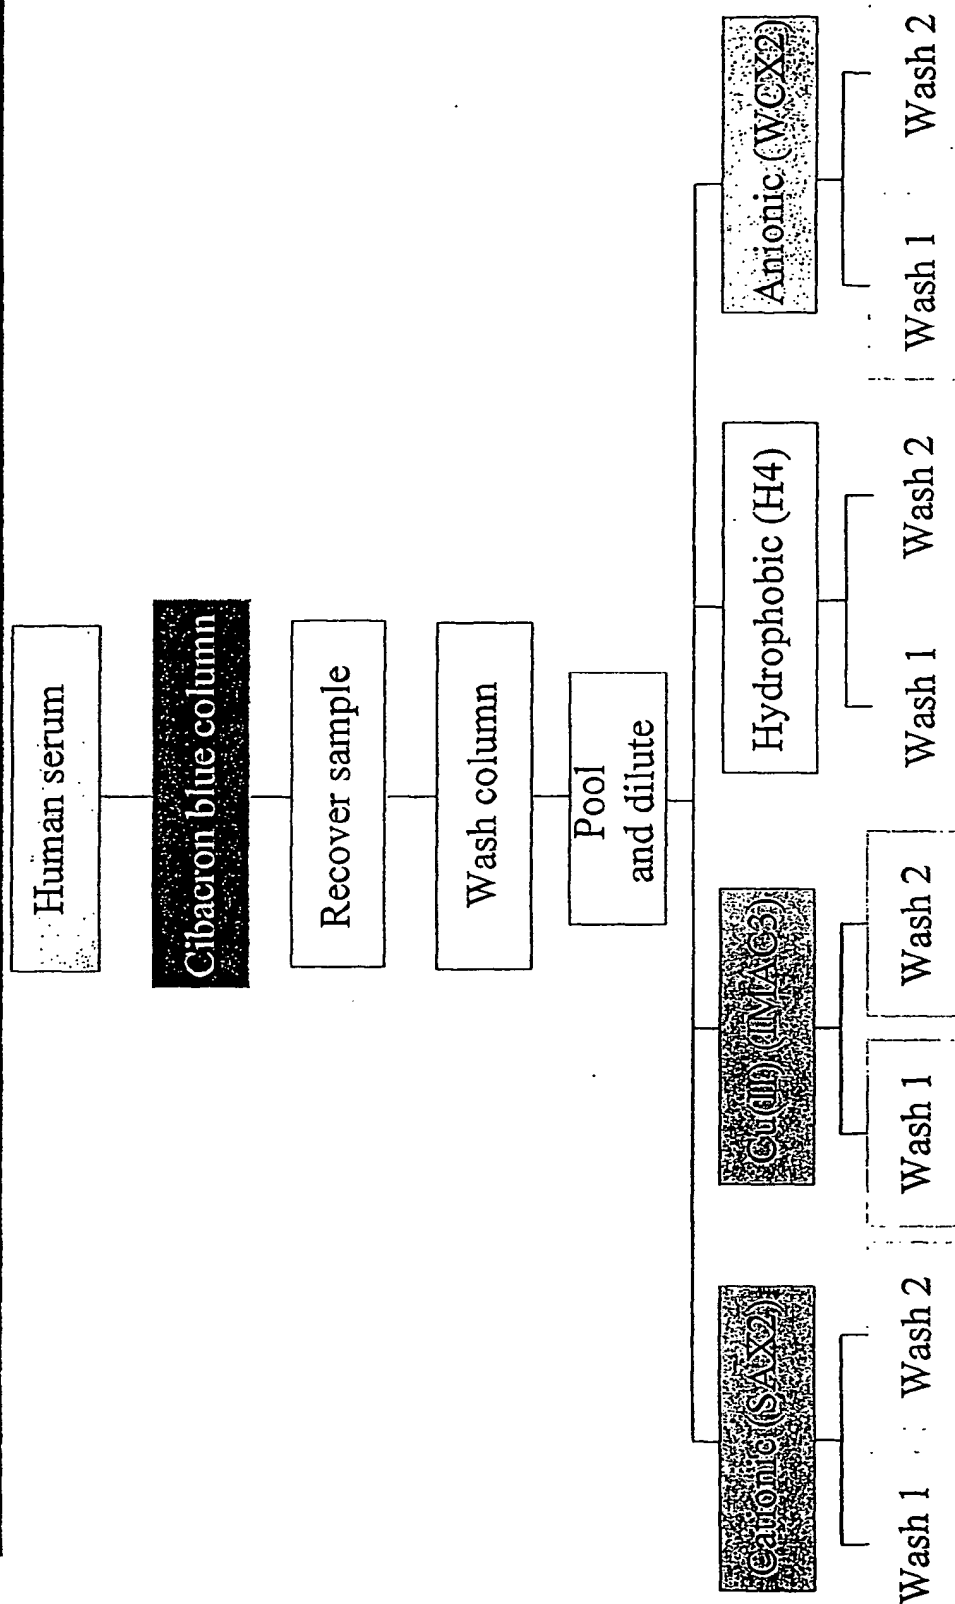 Human serum
Cibacron blue column
Recover sample
Wash column
Pool
and dilute
Cationic (SAX2)
Cu(II) (IMAC3)
Hydrophobic (H4)
Anionic (WCX2)
Wash 1
Wash 2
Wash 1
Wash 2
Wash 1
Wash 2
Wash 1
Wash 2